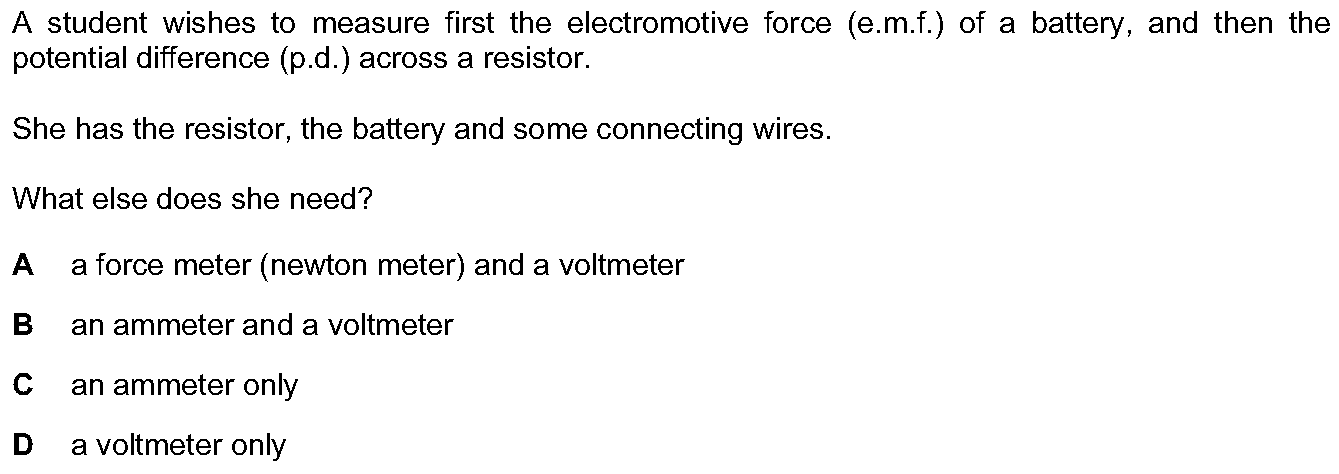 A student wishes to measure first the electromotive force (e.m.f.) of a battery, and then the
potential difference (p.d.) across a resistor.
She has the resistor, the battery and some connecting wires.
What else does she need?
A a force meter (newton meter) and a voltmeter
B an ammeter and a voltmeter
C an ammeter only
D a voltmeter only